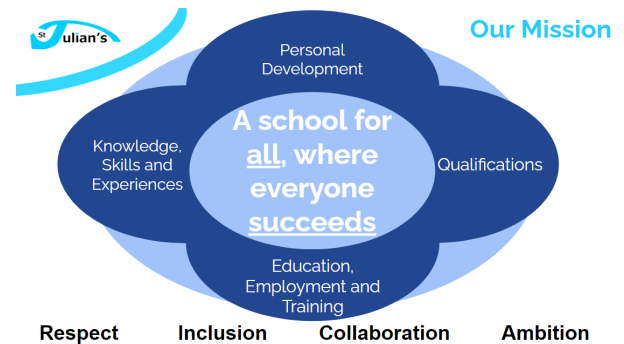 St Julian's
Our Mission
Personal
Development
Knowledge,
Skills and
Experiences
A school for
all, where
everyone
succeeds
Qualifications
Education,
Employment and
Training
Respect Inclusion Collaboration Ambition